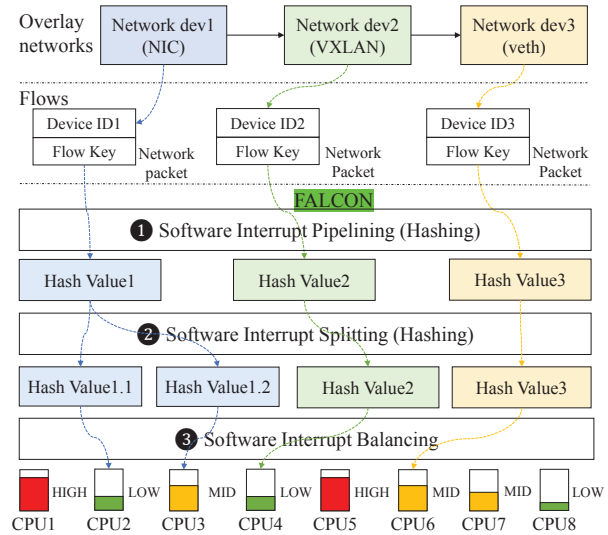 Overlay networks
Network dev1 (NIC)
Network dev2 (VXLAN)
Network dev3 (veth)
Flows
Device ID1
Flow Key
Network packet
Device ID2
Flow Key
Network Packet
Device ID3
Flow Key
Network Packet
FALCON
1 Software Interrupt Pipelining (Hashing)
Hash Value1
Hash Value2
Hash Value3
2 Software Interrupt Splitting (Hashing)
Hash Value1.1
Hash Value1.2
Hash Value2
Hash Value3
3 Software Interrupt Balancing
HIGH
LOW
MID
LOW
HIGH
MID
MID
LOW
CPU1
CPU2
CPU3
CPU4
CPU5
CPU6
CPU7
CPU8